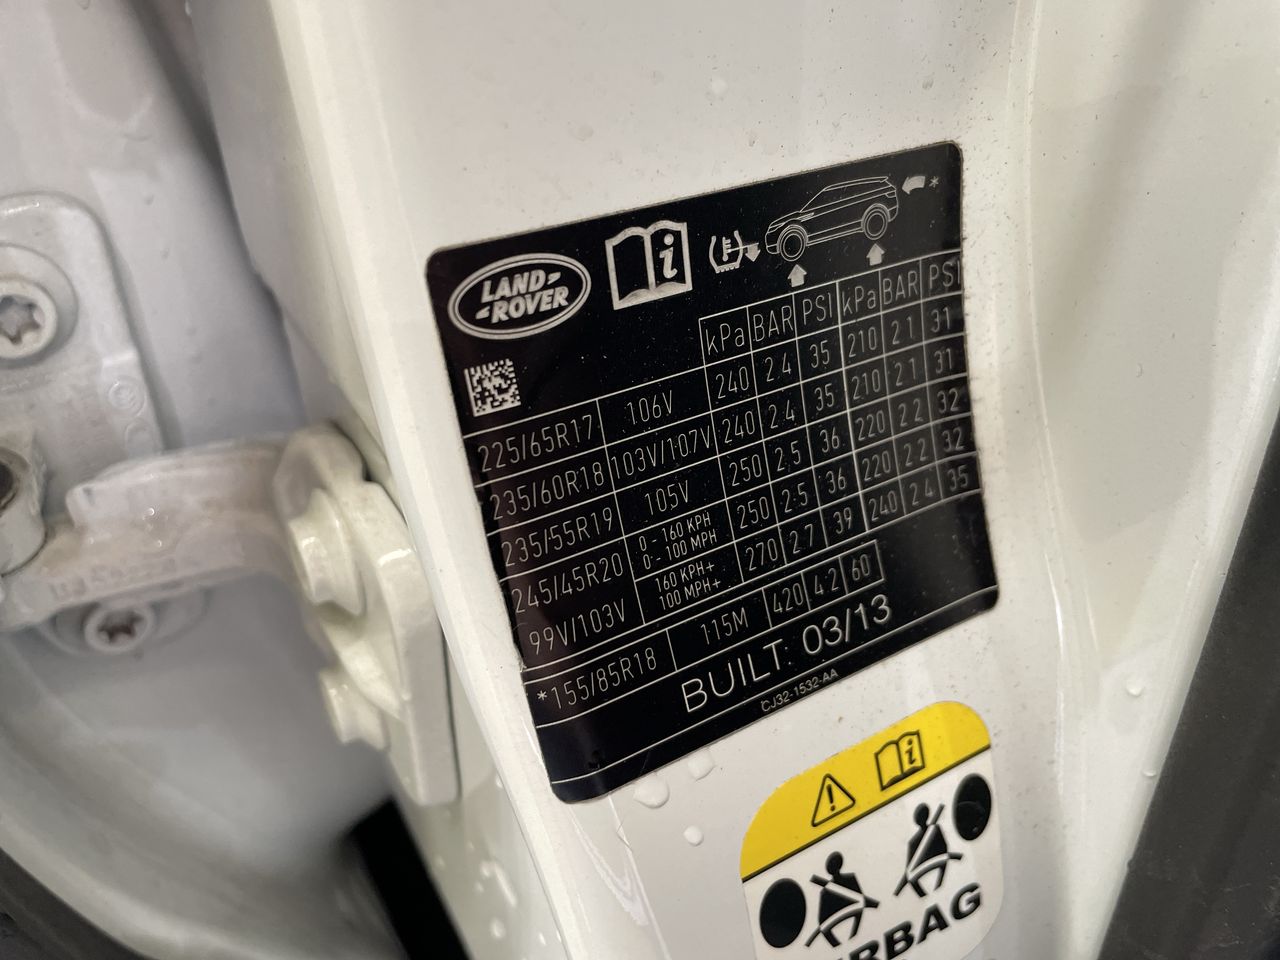 LAND-
-ROVER
kPa BAR PSI kPa BAR PSI
225/65R17 106V 240 2.4 35 210 2.1 31
235/60R18 103V/107V 240 2.4 35 210 2.1 31
235/55R19 105V 250 2.5 36 220 2.2 32
245/45R20 0 - 160 KPH 250 2.5 36 220 2.2 32
0 - 100 MPH
99V/103V 160 KPH+ 270 2.7 39 240 2.4 35
100 MPH+
*155/85R18 115M 420 4.2 60
BUILT: 03/13
CJ32-1532-AA
AIRBAG